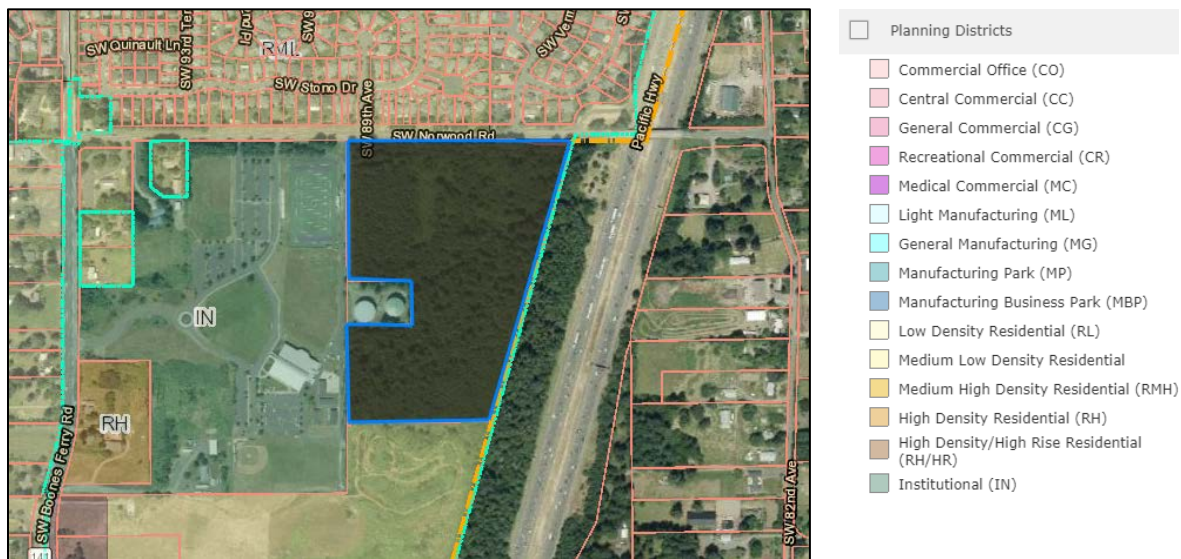 SW Quinault Ln
SW 93rd Ter
SW 9
RML
SW Stono Dr
SW 89th Ave
SW Norwood Rd
Pacific Hwy
IN
RH
SW Boones Ferry Rd
141
SW 82nd Ave
Planning Districts
Commercial Office (CO)
Central Commercial (CC)
General Commercial (CG)
Recreational Commercial (CR)
Medical Commercial (MC)
Light Manufacturing (ML)
General Manufacturing (MG)
Manufacturing Park (MP)
Manufacturing Business Park (MBP)
Low Density Residential (RL)
Medium Low Density Residential
Medium High Density Residential (RMH)
High Density Residential (RH)
High Density/High Rise Residential
(RH/HR)
Institutional (IN)